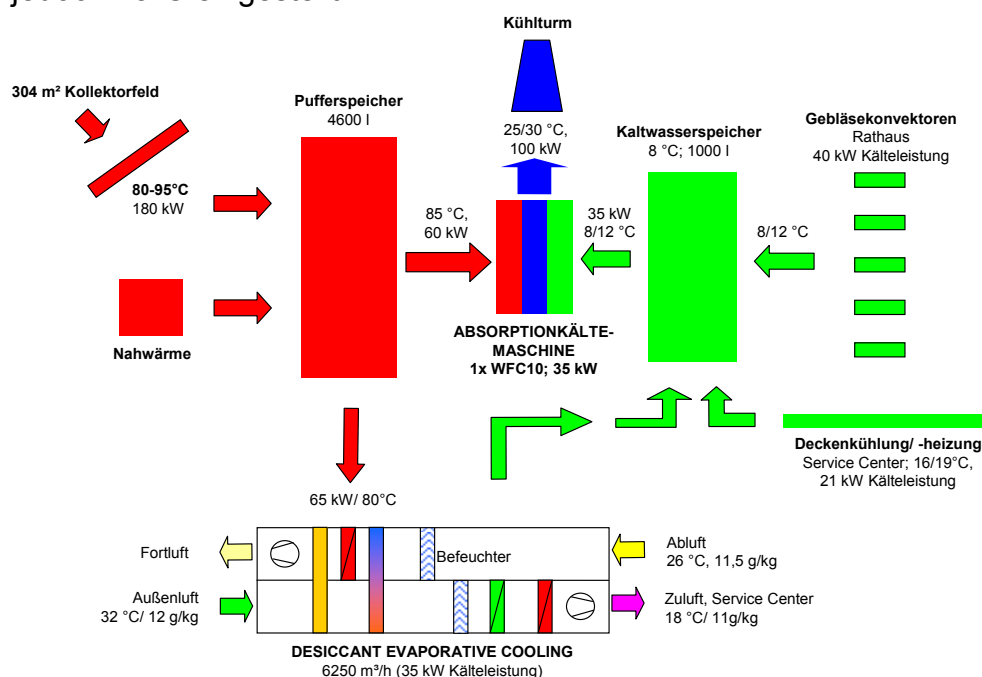 Kühlturm
304 m² Kollektorfeld
Pufferspeicher
4600 l
25/30 °C,
100 kW
Kaltwasserspeicher
8 °C; 1000 l
Gebläsekonvektoren
Rathaus
40 kW Kälteleistung
80-95°C
180 kW
85 °C,
60 kW
35 kW
8/12 °C
8/12 °C
Nahwärme
ABSORPTIONKÄLTE-
MASCHINE
1x WFC10; 35 kW
Deckenkühlung/ -heizung
Service Center; 16/19°C,
21 kW Kälteleistung
65 kW/ 80°C
Fortluft
Befeuchter
Abluft
26 °C, 11,5 g/kg
Außenluft
32 °C/ 12 g/kg
Zuluft, Service Center
18 °C/ 11g/kg
DESICCANT EVAPORATIVE COOLING
6250 m³/h (35 kW Kälteleistung)